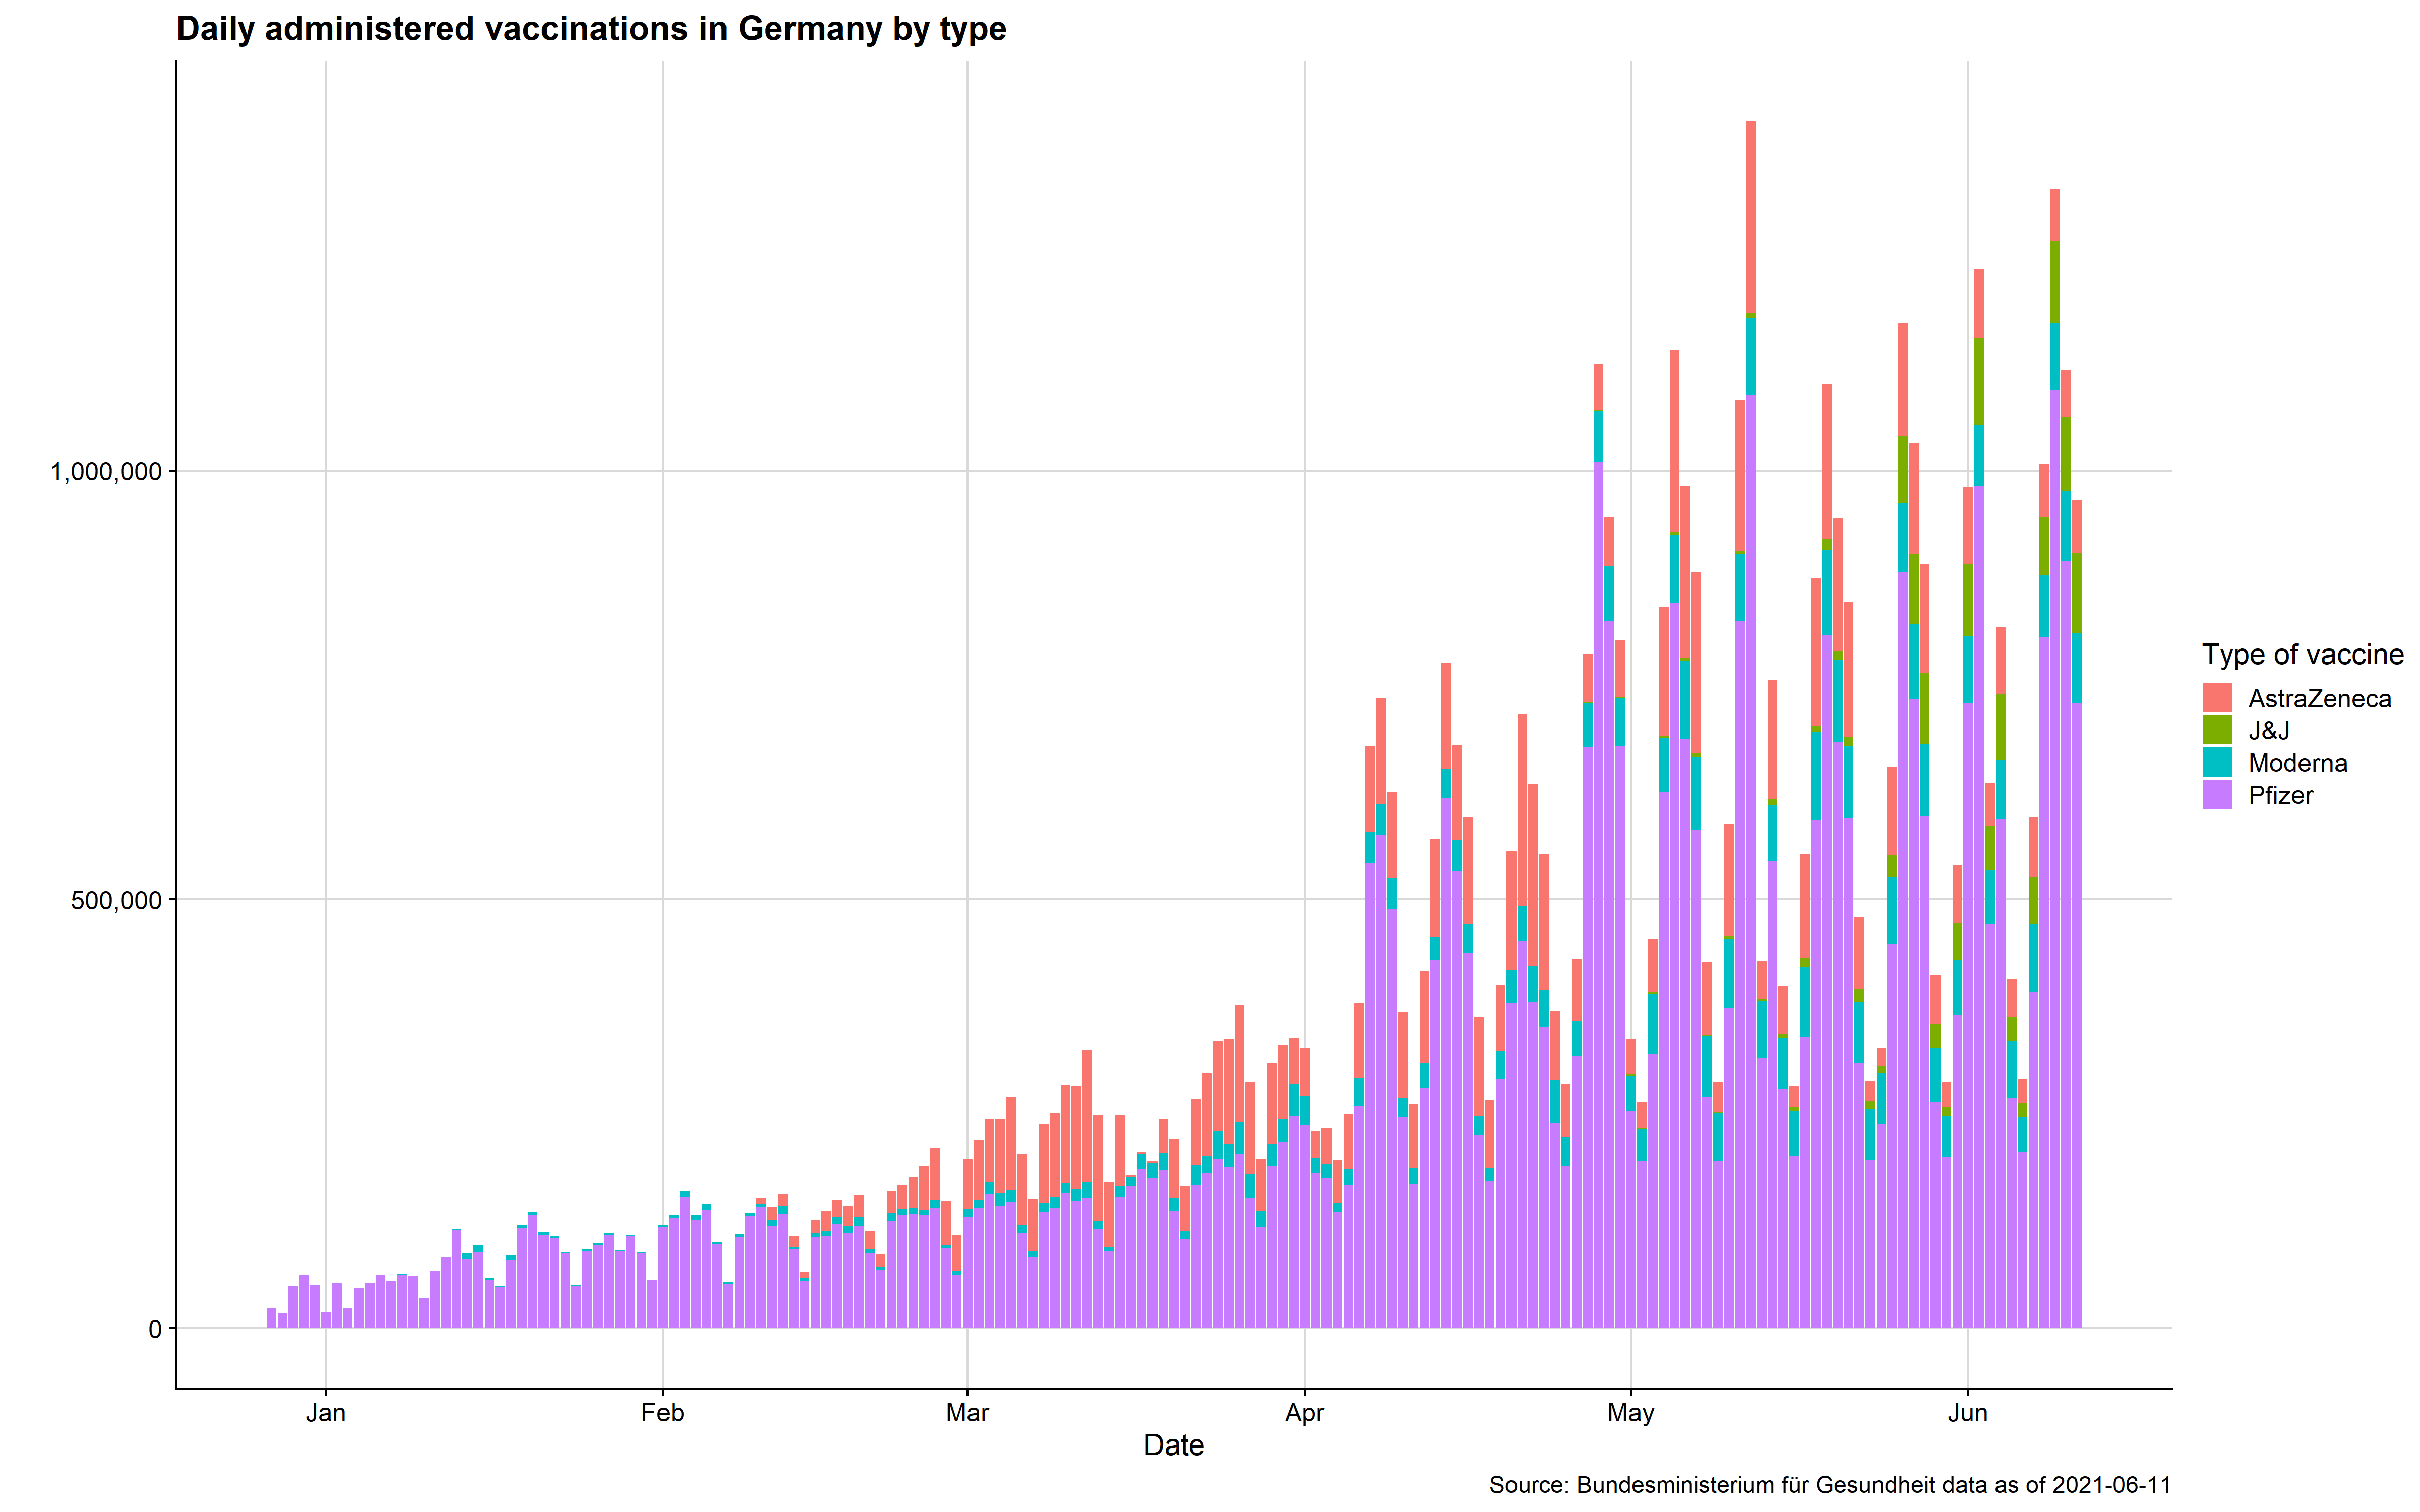 Daily administered vaccinations in Germany by type
1,000,000
500,000
0
Jan
Feb
Mar
Apr
May
Jun
Date
Type of vaccine
AstraZeneca
J&J
Moderna
Pfizer
Source: Bundesministerium für Gesundheit data as of 2021-06-11